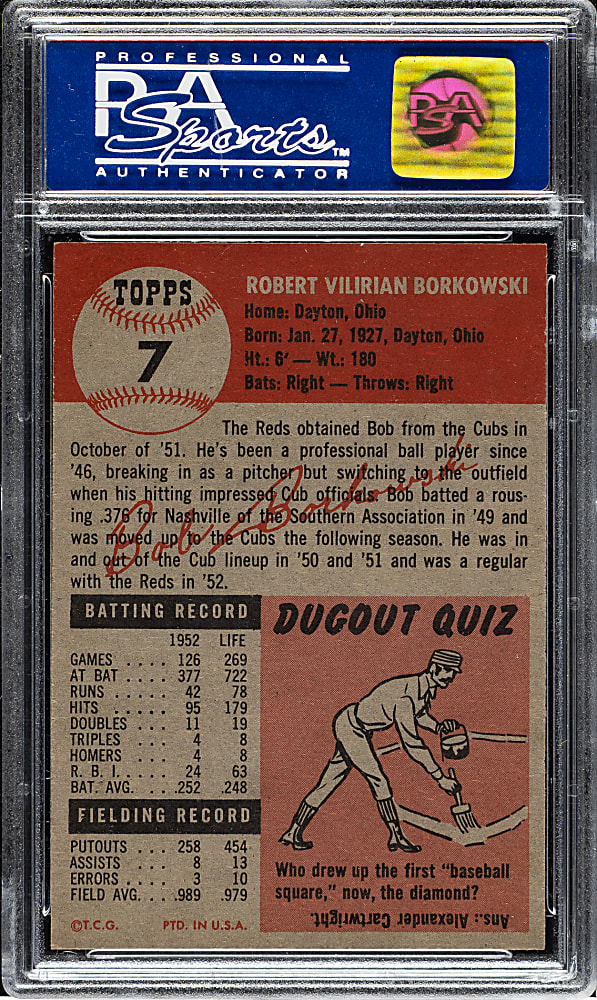 PROFESSIONAL
PSA
Sports TM
AUTHENTICATOR
PSA
TOPPS
7
ROBERT VILIRIAN BORKOWSKI
Home: Dayton, Ohio
Born: Jan. 27, 1927, Dayton, Ohio
Ht.: 6' — Wt.: 180
Bats: Right — Throws: Right
The Reds obtained Bob from the Cubs in
October of '51. He's been a professional ball player since
'46, breaking in as a pitcher but switching to the outfield
when his hitting impressed Cub officials. Bob batted a rous-
ing .376 for Nashville of the Southern Association in '49 and
was moved up to the Cubs the following season. He was in
and out of the Cub lineup in '50 and '51 and was a regular
with the Reds in '52.
Bob Borkowski
BATTING RECORD
1952 LIFE
GAMES .... 126 269
AT BAT .... 377 722
RUNS ..... 42 78
HITS ..... 95 179
DOUBLES .. 11 19
TRIPLES ... 4 8
HOMERS ... 4 8
R. B. I. .... 24 63
BAT. AVG. ... .252 .248
FIELDING RECORD
PUTOUTS ... 258 454
ASSISTS ... 8 13
ERRORS .... 3 10
FIELD AVG. .. .989 .979
©T.C.G. PTD. IN U.S.A.
DUGOUT QUIZ
Who drew up the first "baseball
square," now, the diamond?
Ans.: Alexander Cartwright.